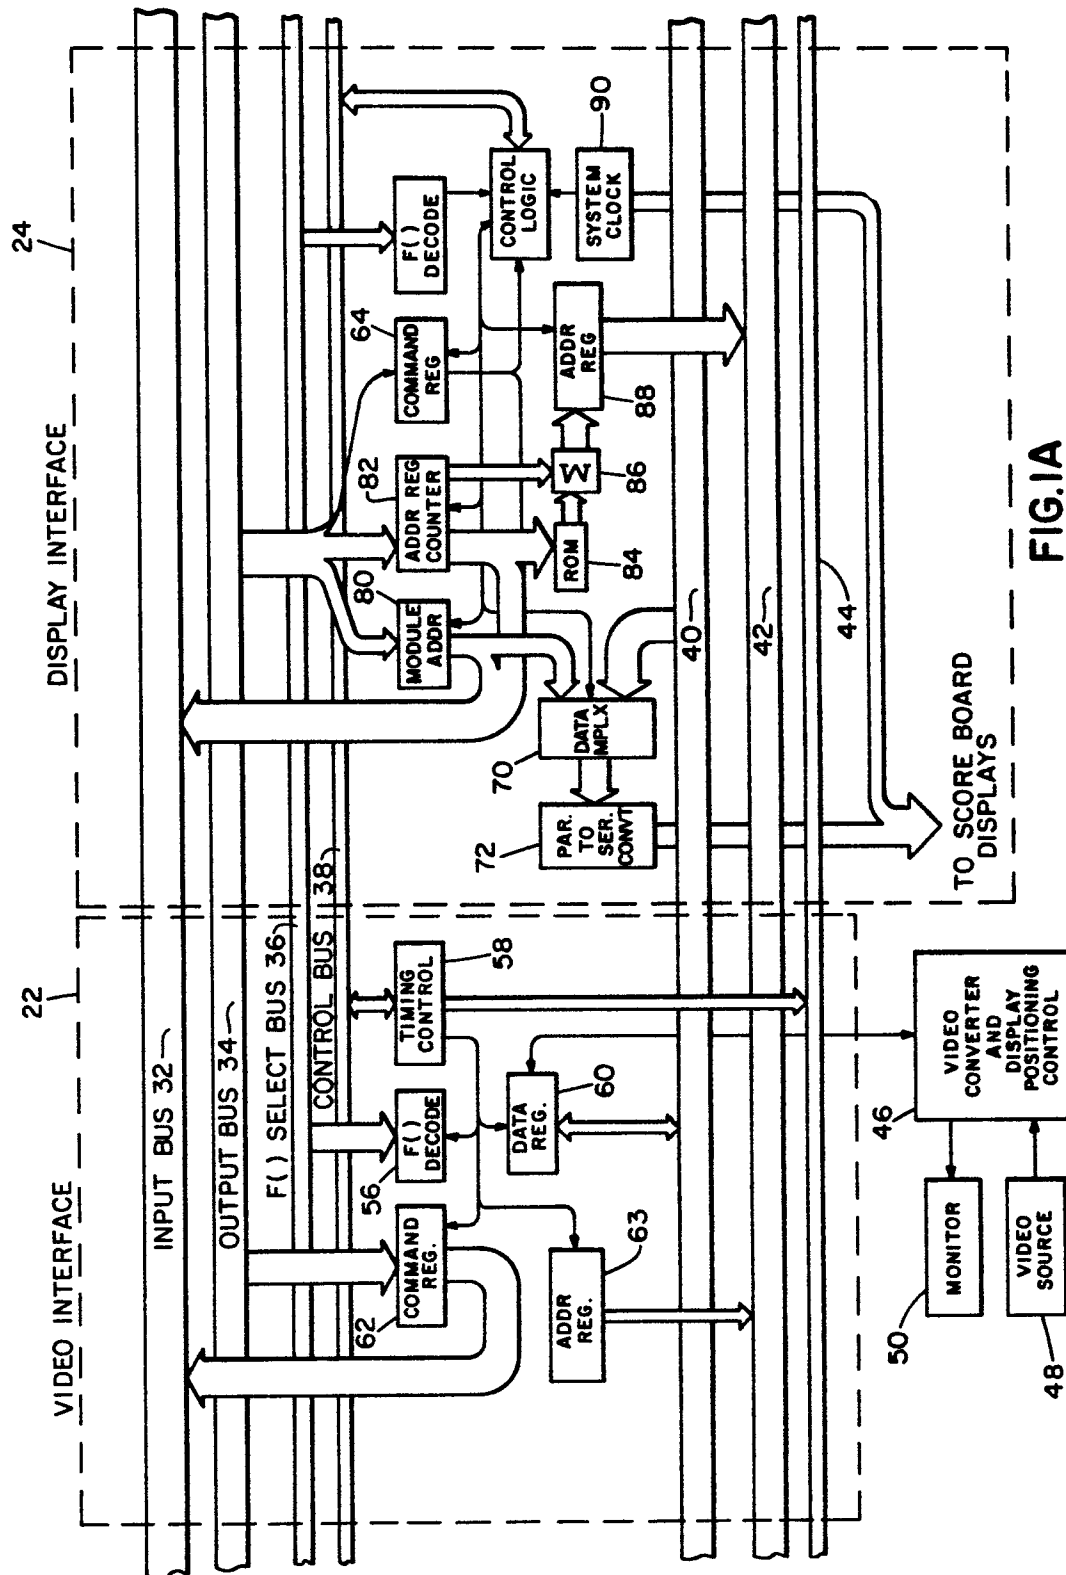 VIDEO INTERFACE
22
DISPLAY INTERFACE
24
INPUT BUS 32
OUTPUT BUS 34
F( ) SELECT BUS 36
CONTROL BUS 38
62
COMMAND
REG.
56
F( )
DECODE
TIMING
CONTROL
58
DATA
REG.
60
ADDR
REG.
63
80
MODULE
ADDR
82
ADDR REG
COUNTER
64
COMMAND
REG
F( )
DECODE
CONTROL
LOGIC
SYSTEM
CLOCK
90
70
DATA
MPLX
72
PAR.
TO
SER.
CONVT
ROM
84
Σ
86
ADDR
REG
88
40
42
44
50
MONITOR
VIDEO
SOURCE
48
46
VIDEO
CONVERTER
AND
DISPLAY
POSITIONING
CONTROL
TO SCORE BOARD
DISPLAYS
FIG.1A